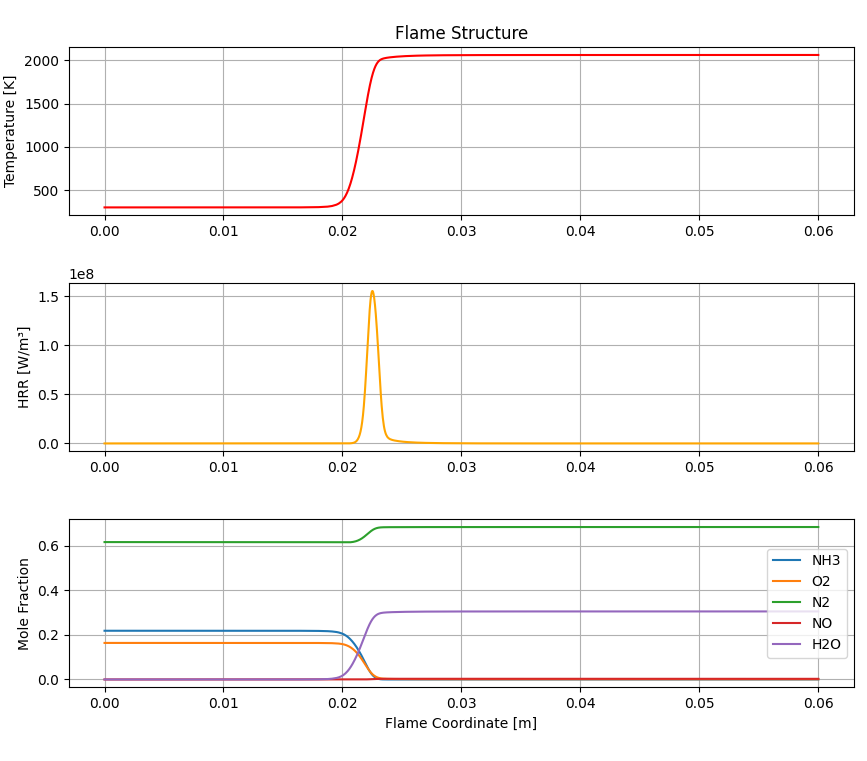 Flame Structure
Temperature [K]
2000
1500
1000
500
0.00 0.01 0.02 0.03 0.04 0.05 0.06
1e8
HRR [W/m³]
1.5
1.0
0.5
0.0
0.00 0.01 0.02 0.03 0.04 0.05 0.06
Mole Fraction
0.6
0.4
0.2
0.0
NH3
O2
N2
NO
H2O
0.00 0.01 0.02 0.03 0.04 0.05 0.06
Flame Coordinate [m]